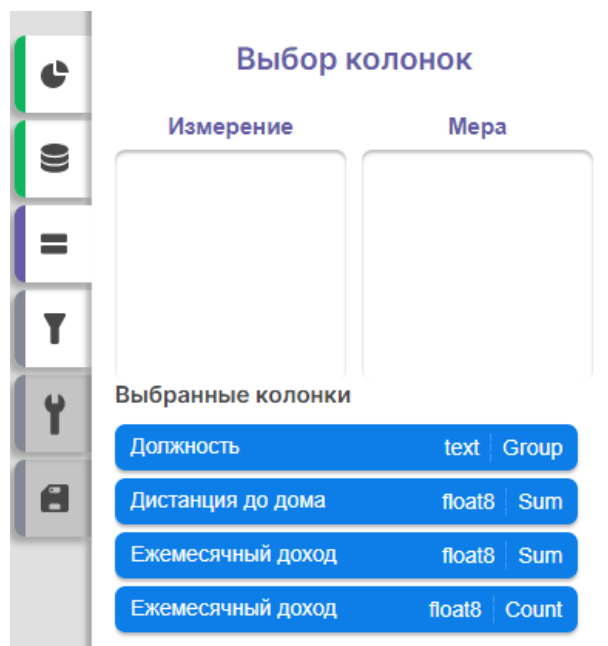 Выбор колонок
Измерение Мера
Выбранные колонки
Должность text Group
Дистанция до дома float8 Sum
Ежемесячный доход float8 Sum
Ежемесячный доход float8 Count